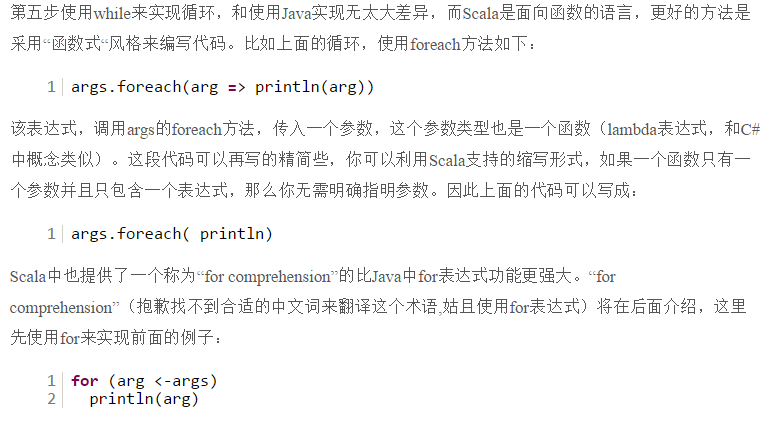 第五步使用while来实现循环，和使用Java实现无太大差异，而Scala是面向函数的语言，更好的方法是
采用“函数式“风格来编写代码。比如上面的循环，使用foreach方法如下：
1 args.foreach(arg => println(arg))
该表达式，调用args的foreach方法，传入一个参数，这个参数类型也是一个函数（lambda表达式，和C#
中概念类似）。这段代码可以再写的精简些，你可以利用Scala支持的缩写形式，如果一个函数只有一
个参数并且只包含一个表达式，那么你无需明确指明参数。因此上面的代码可以写成：
1 args.foreach( println)
Scala中也提供了一个称为“for comprehension”的比Java中for表达式功能更强大。“for
comprehension”（抱歉找不到合适的中文词来翻译这个术语,姑且使用for表达式）将在后面介绍，这里
先使用for来实现前面的例子：
1 for (arg <-args)
2 println(arg)